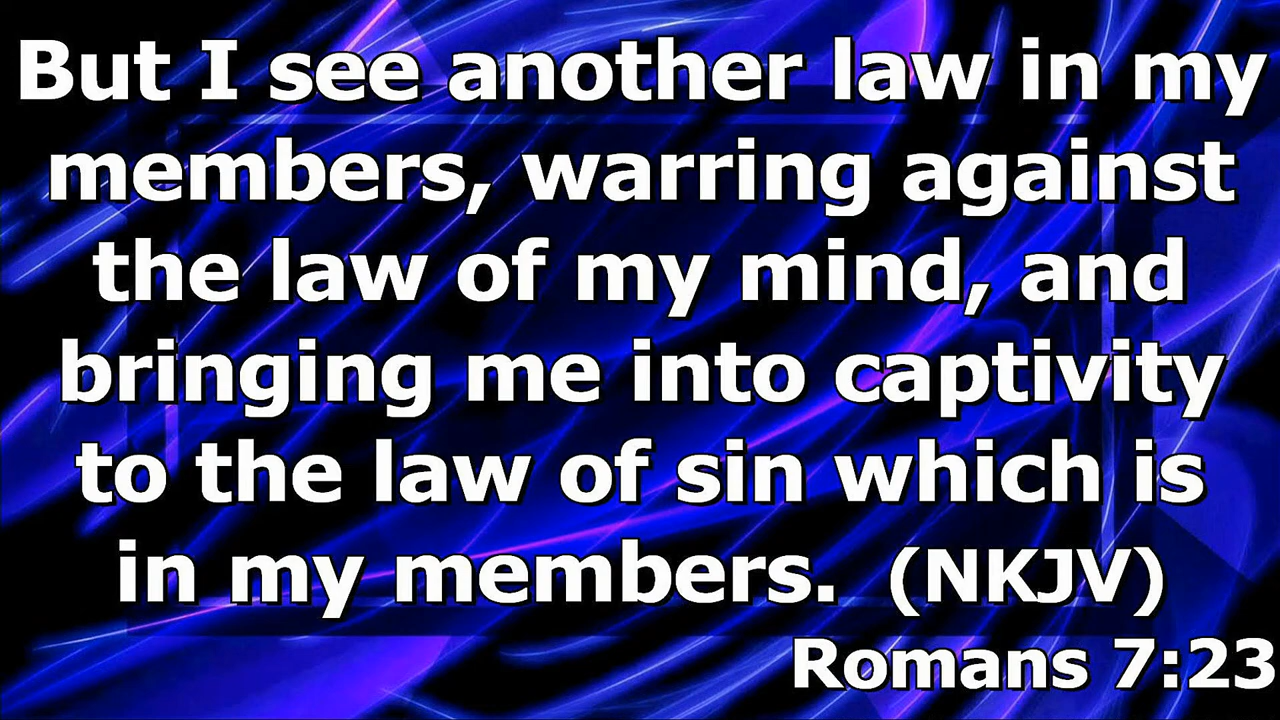 But I see another law in my
members, warring against
the law of my mind, and
bringing me into captivity
to the law of sin which is
in my members. (NKJV)
Romans 7:23